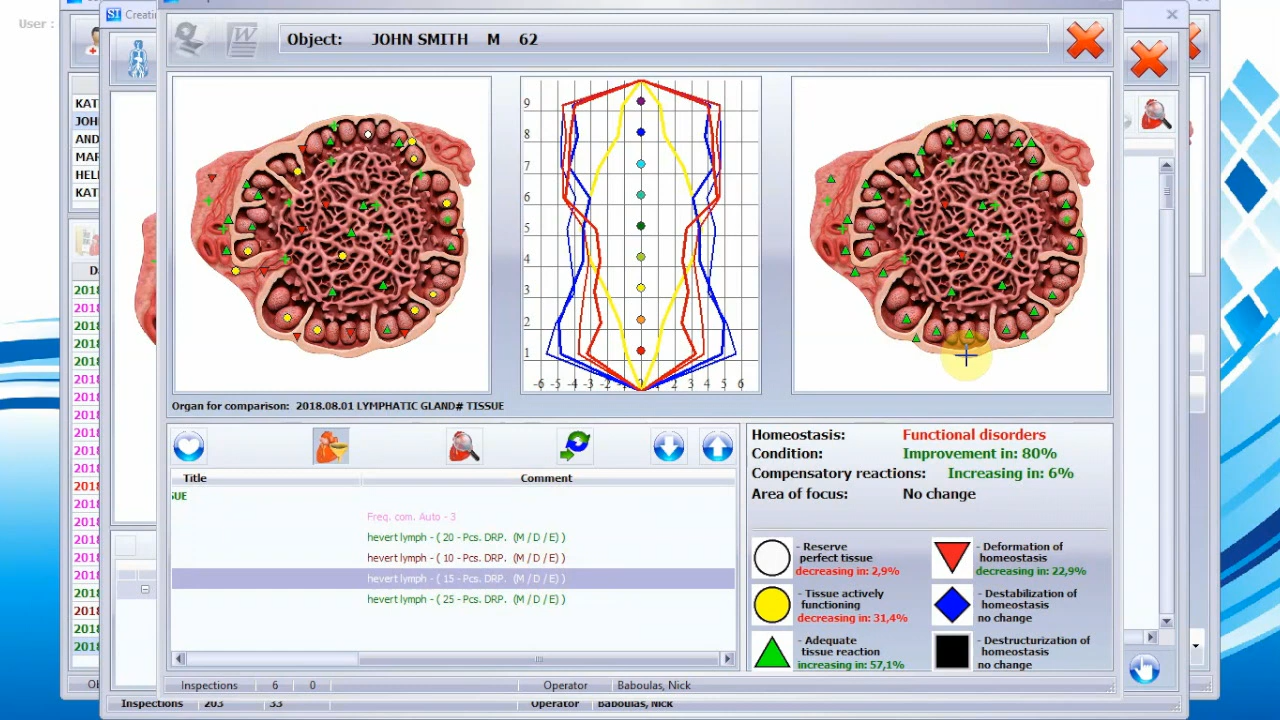 User :
Creati
Object: JOHN SMITH M 62
KAT
JOH
AND
MAR
HEL
KAT
9
8
7
6
5
4
3
2
1
-6 -5 -4 -3 -2 -1 0 1 2 3 4 5 6
Organ for comparison: 2018.08.01 LYMPHATIC GLAND# TISSUE
Title Comment
SUE
Freq. com. Auto - 3
hevert lymph - ( 20 - Pcs. DRP. (M / D / E) )
hevert lymph - ( 10 - Pcs. DRP. (M / D / E) )
hevert lymph - ( 15 - Pcs. DRP. (M / D / E) )
hevert lymph - ( 25 - Pcs. DRP. (M / D / E) )
Homeostasis: Functional disorders
Condition: Improvement in: 80%
Compensatory reactions: Increasing in: 6%
Area of focus: No change
- Reserve
perfect tissue
decreasing in: 2,9%
- Deformation of
homeostasis
decreasing in: 22,9%
- Tissue actively
functioning
decreasing in: 31,4%
- Destabilization of
homeostasis
no change
- Adequate
tissue reaction
increasing in: 57,1%
- Destructurization of
homeostasis
no change
Inspections 6 0 Operator Baboulas, Nick
Inspections 203 33 Operator Baboulas, Nick